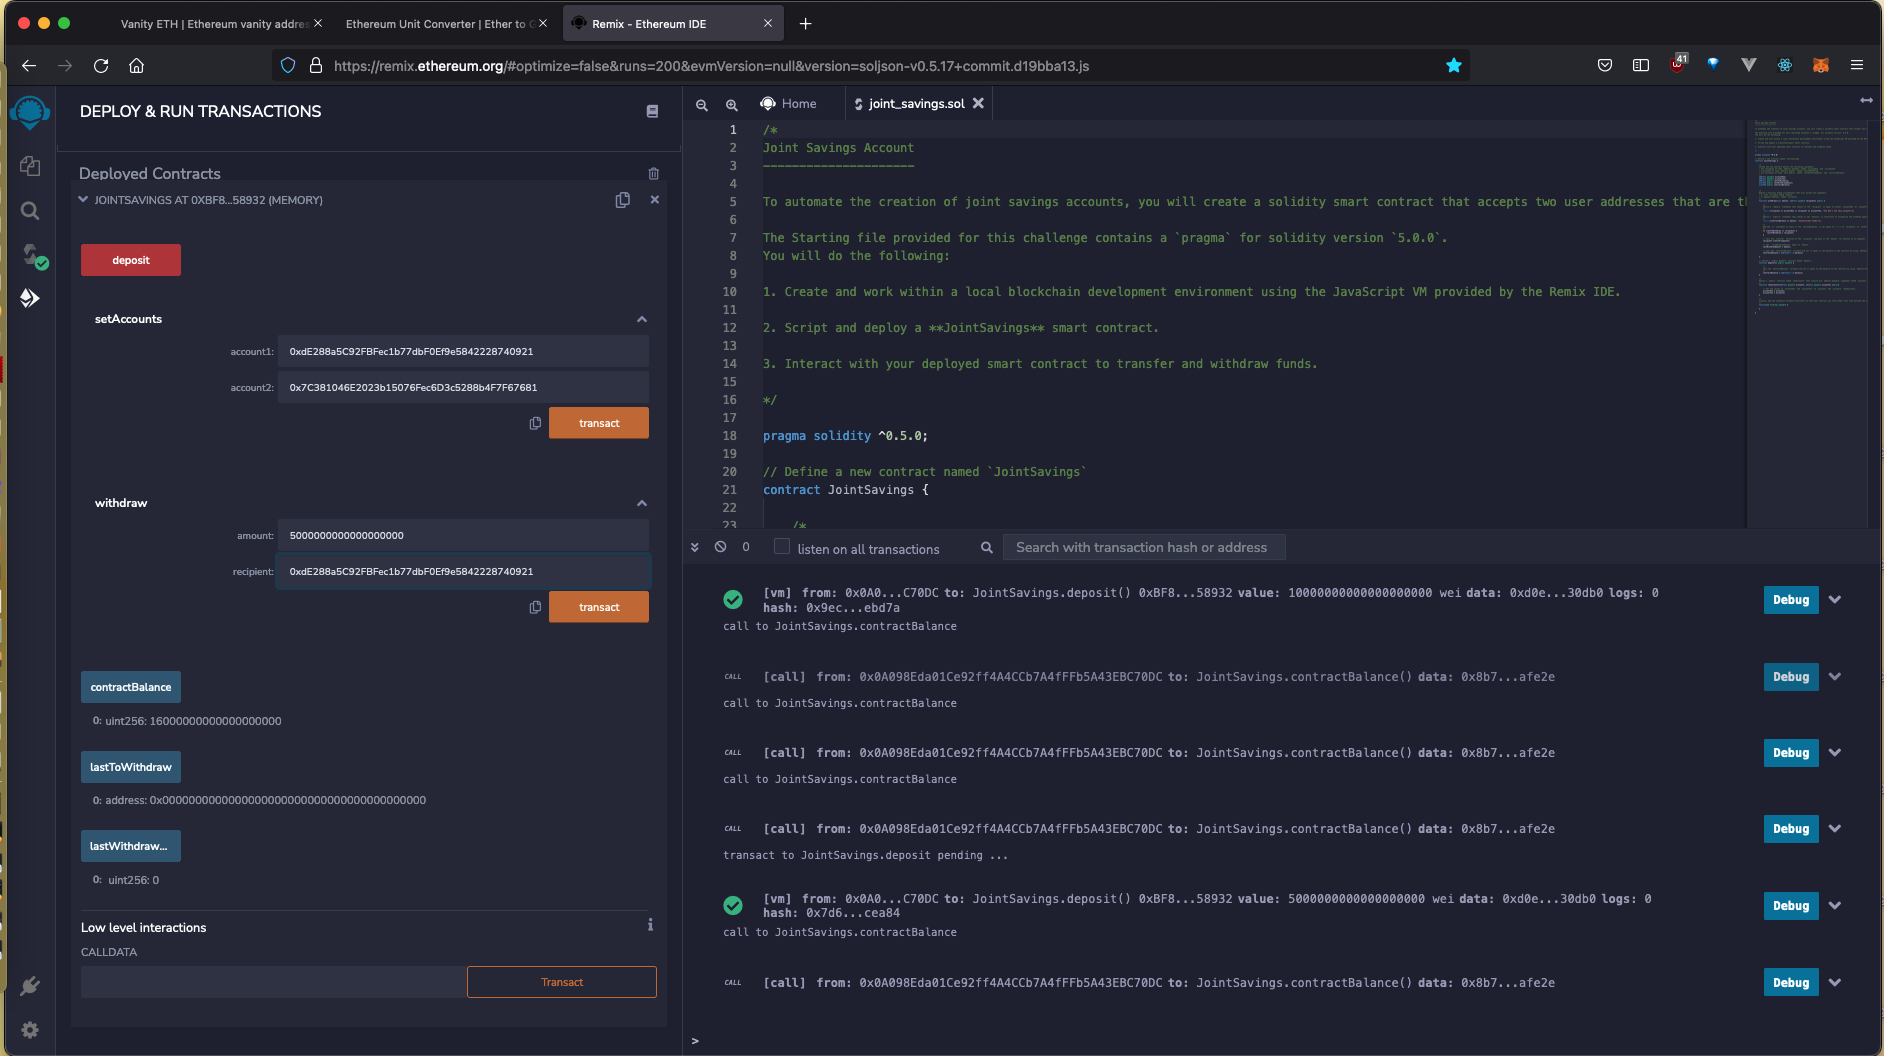 Vanity ETH | Ethereum vanity addre
Ethereum Unit Converter | Ether to G
Remix - Ethereum IDE
https://remix.ethereum.org/#optimize=false&runs=200&evmVersion=null&version=soljson-v0.5.17+commit.d19bba13.js
41
DEPLOY & RUN TRANSACTIONS
Deployed Contracts
JOINTSAVINGS AT 0XBF8...58932 (MEMORY)
deposit
setAccounts
account1: 0xdE288a5C92FBFec1b77dbF0Ef9e5842228740921
account2: 0x7C381046E2023b15076Fec6D3c5288b4F7F67681
transact
withdraw
amount: 5000000000000000000
recipient: 0xdE288a5C92FBFec1b77dbF0Ef9e5842228740921
transact
contractBalance
0: uint256: 16000000000000000000
lastToWithdraw
0: address: 0x0000000000000000000000000000000000000000
lastWithdraw...
0: uint256: 0
Low level interactions
i
CALLDATA
Transact
Home
joint_savings.sol
1 /*
2 Joint Savings Account
3 ---------------------
4
5 To automate the creation of joint savings accounts, you will create a solidity smart contract that accepts two user addresses that are th
6
7 The Starting file provided for this challenge contains a `pragma` for solidity version `5.0.0`.
8 You will do the following:
9
10 1. Create and work within a local blockchain development environment using the JavaScript VM provided by the Remix IDE.
11
12 2. Script and deploy a **JointSavings** smart contract.
13
14 3. Interact with your deployed smart contract to transfer and withdraw funds.
15
16 */
17
18 pragma solidity ^0.5.0;
19
20 // Define a new contract named `JointSavings`
21 contract JointSavings {
22
23 /*
0
listen on all transactions
Search with transaction hash or address
[vm] from: 0x0A0...C70DC to: JointSavings.deposit() 0xBF8...58932 value: 10000000000000000000 wei data: 0xd0e...30db0 logs: 0
hash: 0x9ec...ebd7a
Debug
call to JointSavings.contractBalance
CALL [call] from: 0x0A098Eda01Ce92ff4A4CCb7A4fFFb5A43EBC70DC to: JointSavings.contractBalance() data: 0x8b7...afe2e
Debug
call to JointSavings.contractBalance
CALL [call] from: 0x0A098Eda01Ce92ff4A4CCb7A4fFFb5A43EBC70DC to: JointSavings.contractBalance() data: 0x8b7...afe2e
Debug
call to JointSavings.contractBalance
CALL [call] from: 0x0A098Eda01Ce92ff4A4CCb7A4fFFb5A43EBC70DC to: JointSavings.contractBalance() data: 0x8b7...afe2e
Debug
transact to JointSavings.deposit pending ...
[vm] from: 0x0A0...C70DC to: JointSavings.deposit() 0xBF8...58932 value: 5000000000000000000 wei data: 0xd0e...30db0 logs: 0
hash: 0x7d6...cea84
Debug
call to JointSavings.contractBalance
CALL [call] from: 0x0A098Eda01Ce92ff4A4CCb7A4fFFb5A43EBC70DC to: JointSavings.contractBalance() data: 0x8b7...afe2e
Debug
>